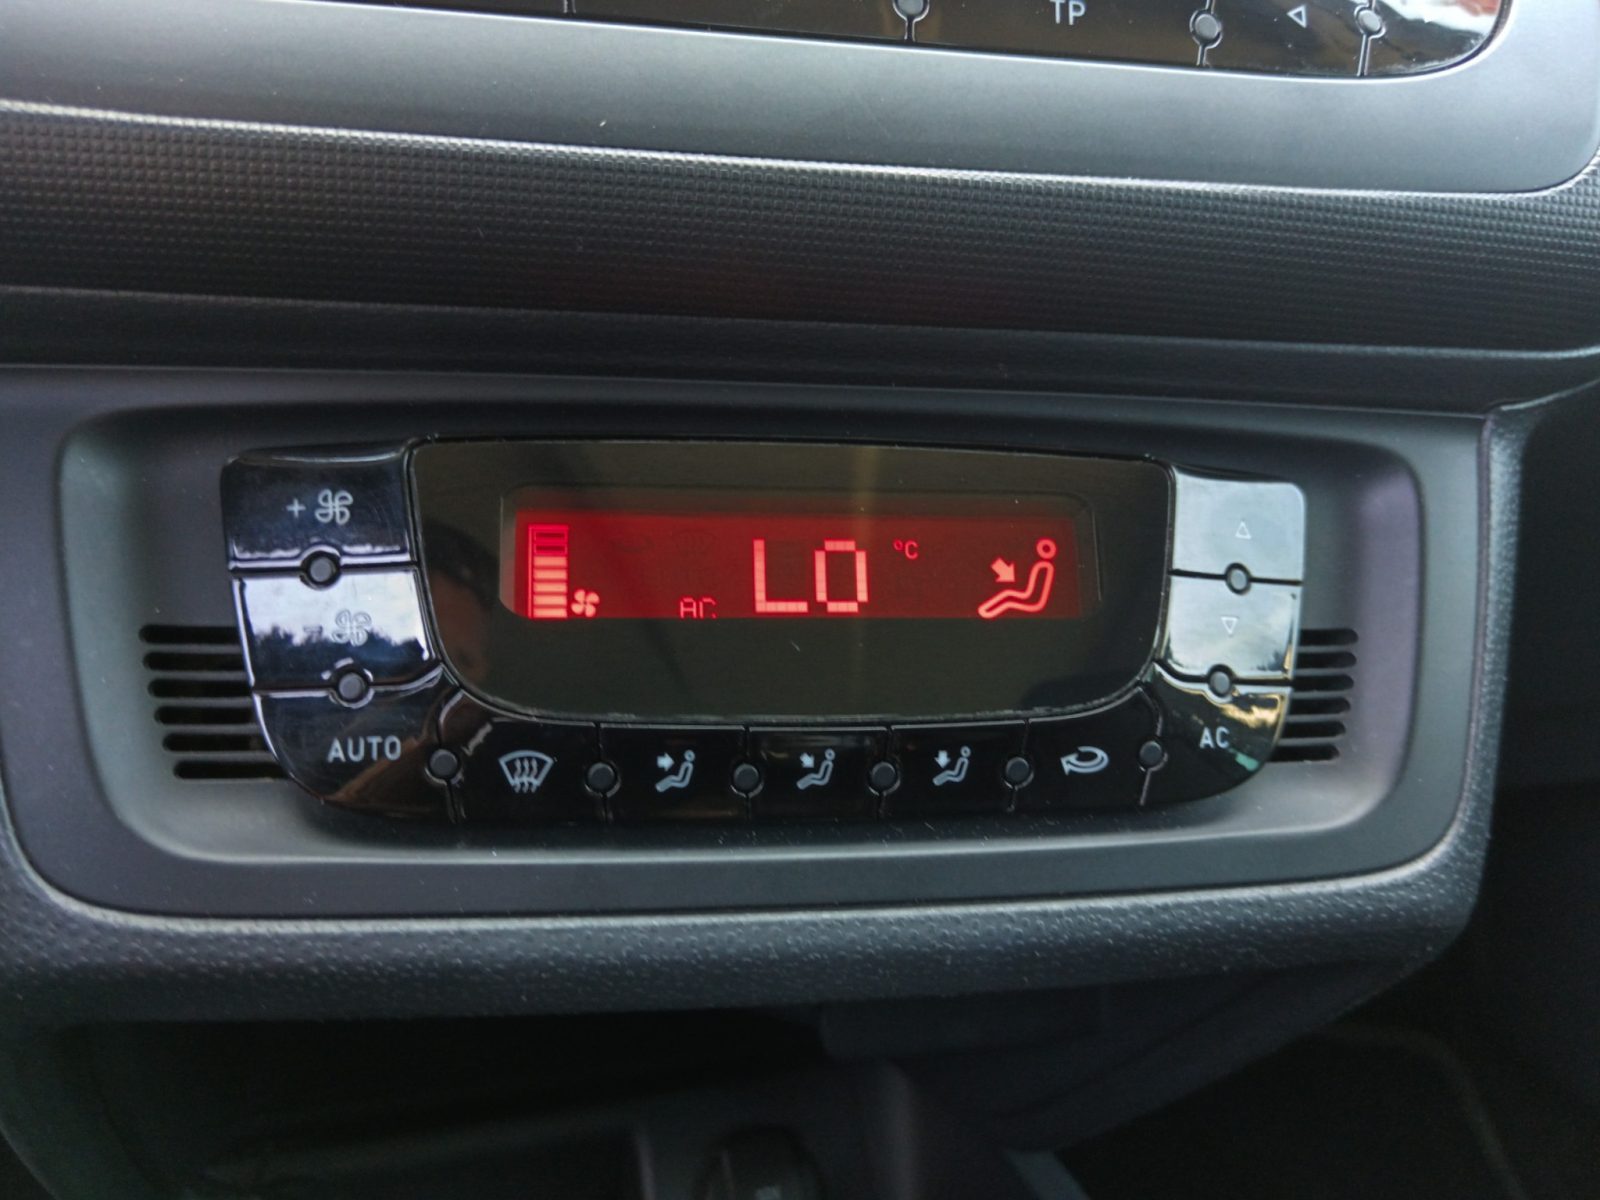 TP
AC LO °C
+
-
AUTO
AC